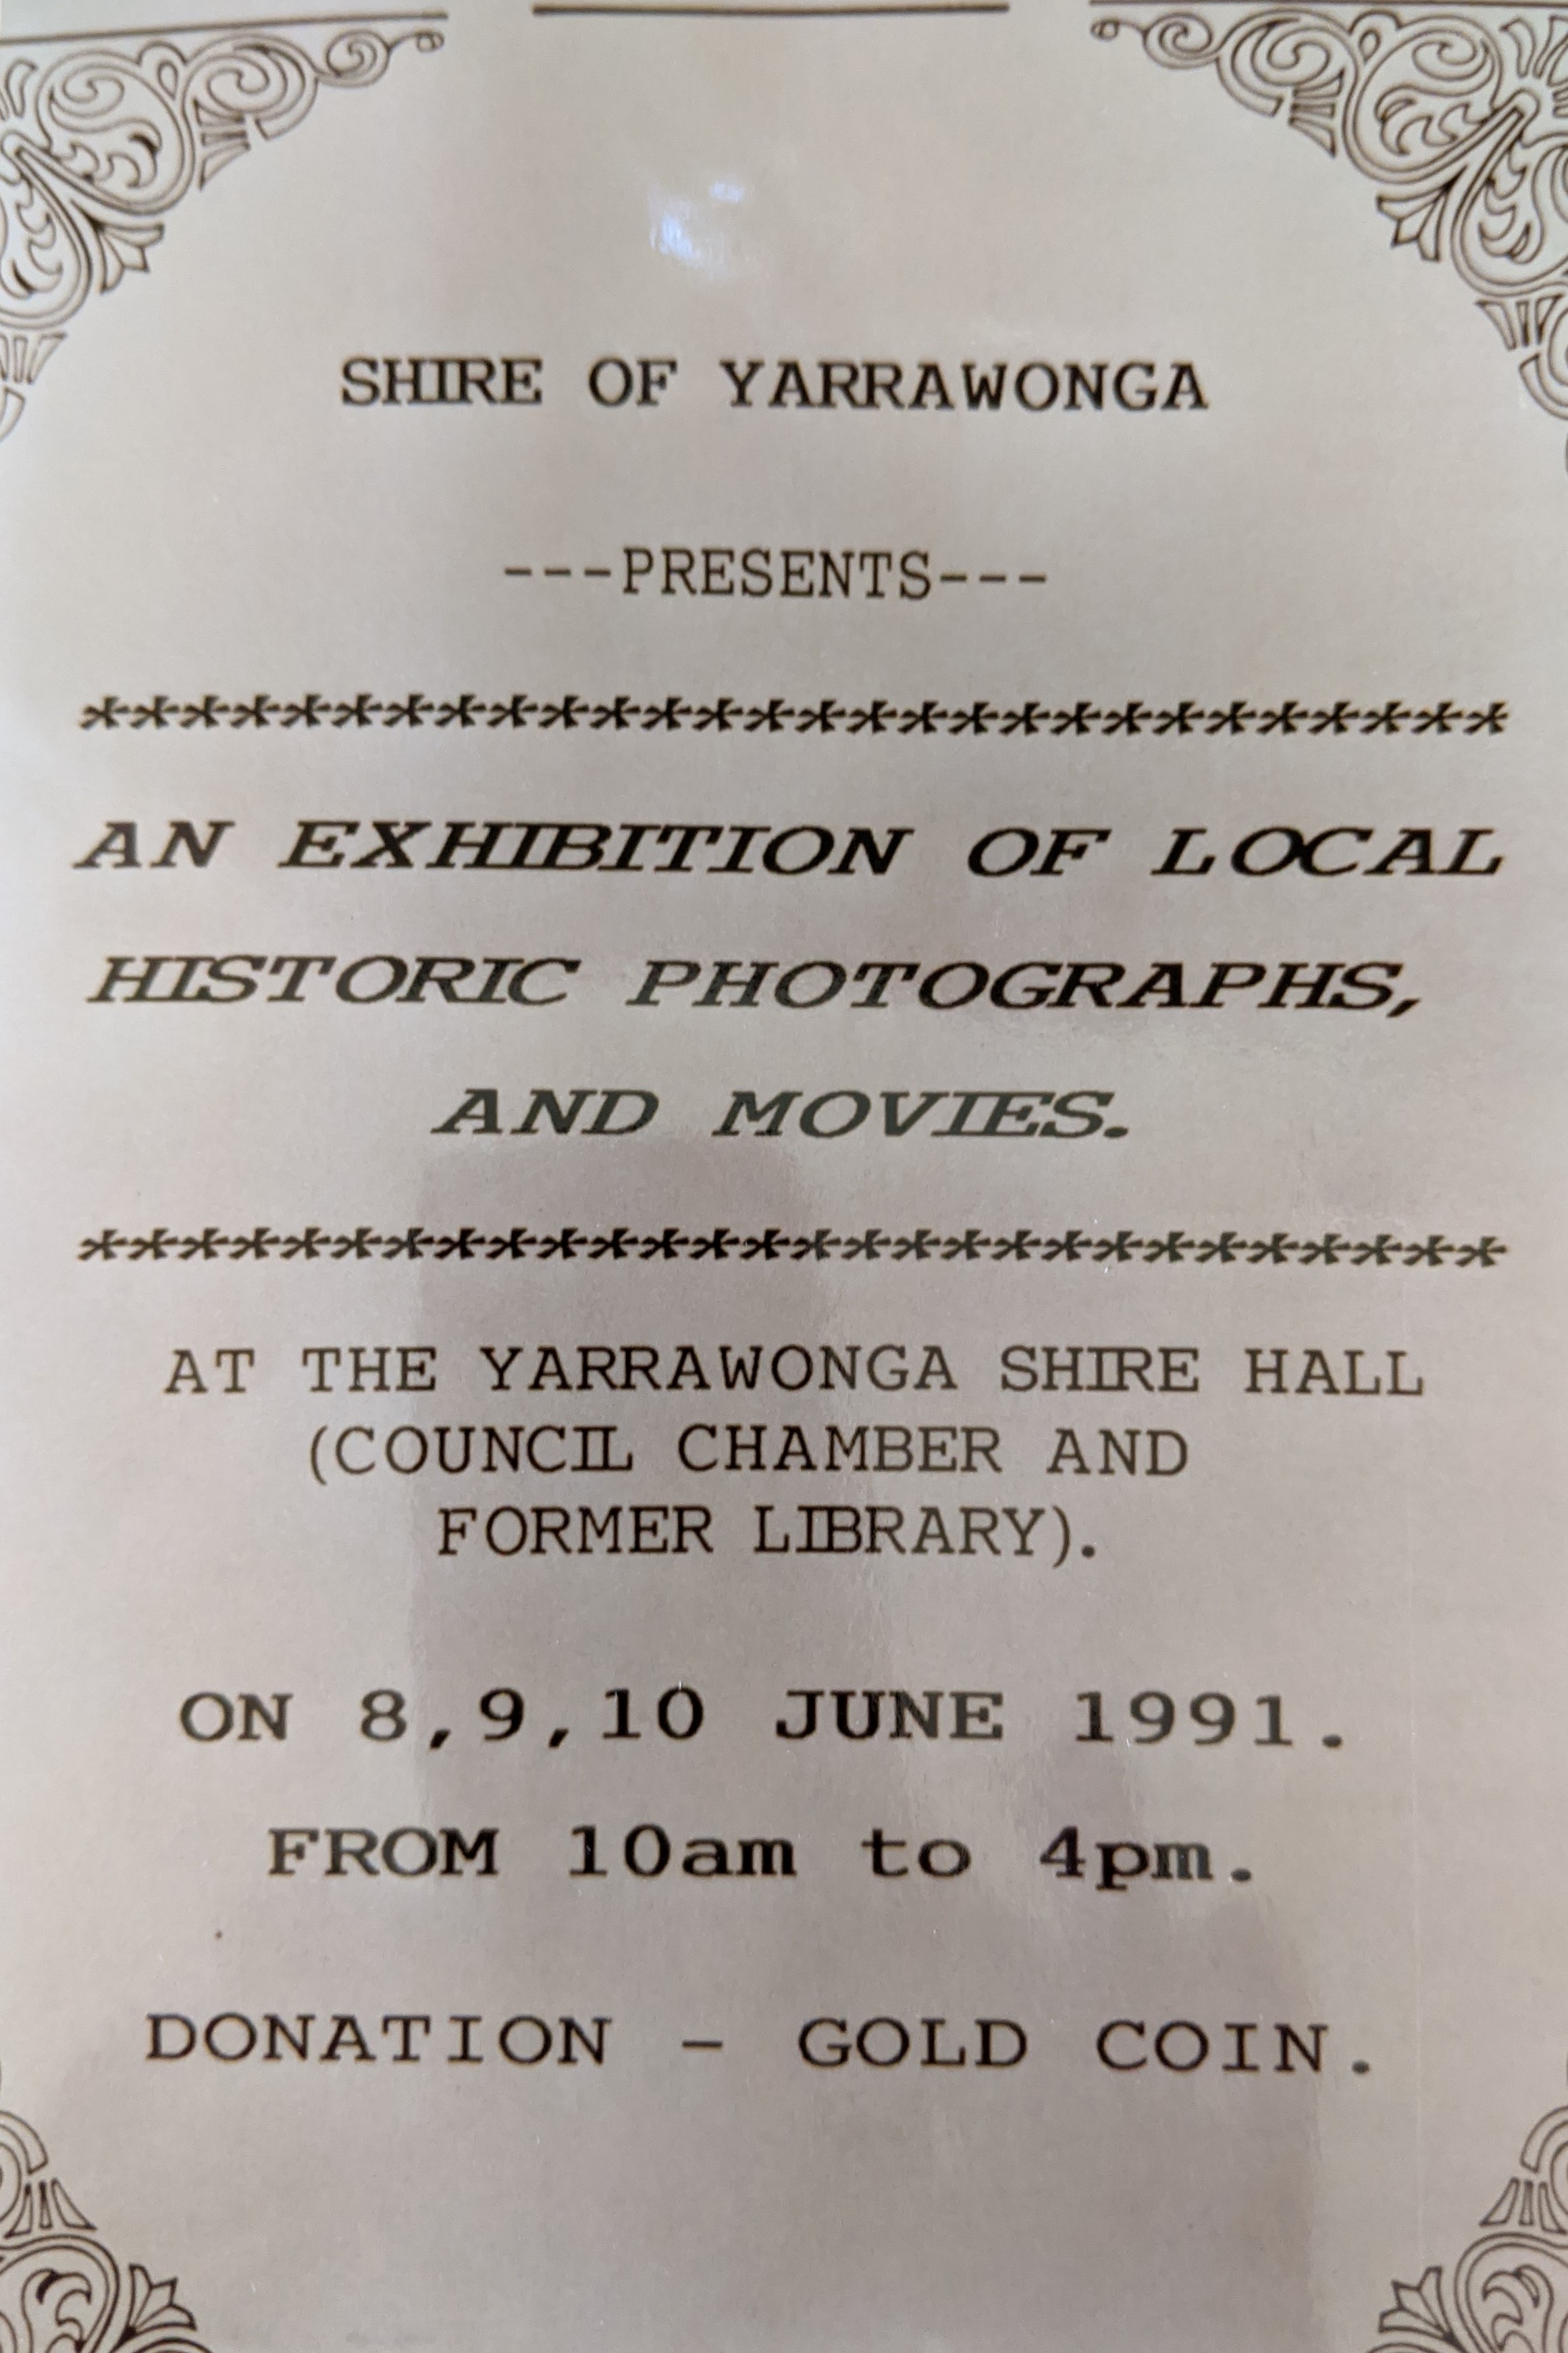 SHIRE OF YARRAWONGA
---PRESENTS---
****************************
AN EXHIBITION OF LOCAL
HISTORIC PHOTOGRAPHS,
AND MOVIES.
****************************
AT THE YARRAWONGA SHIRE HALL
(COUNCIL CHAMBER AND
FORMER LIBRARY).
ON 8,9,10 JUNE 1991.
FROM 10am to 4pm.
DONATION - GOLD COIN.